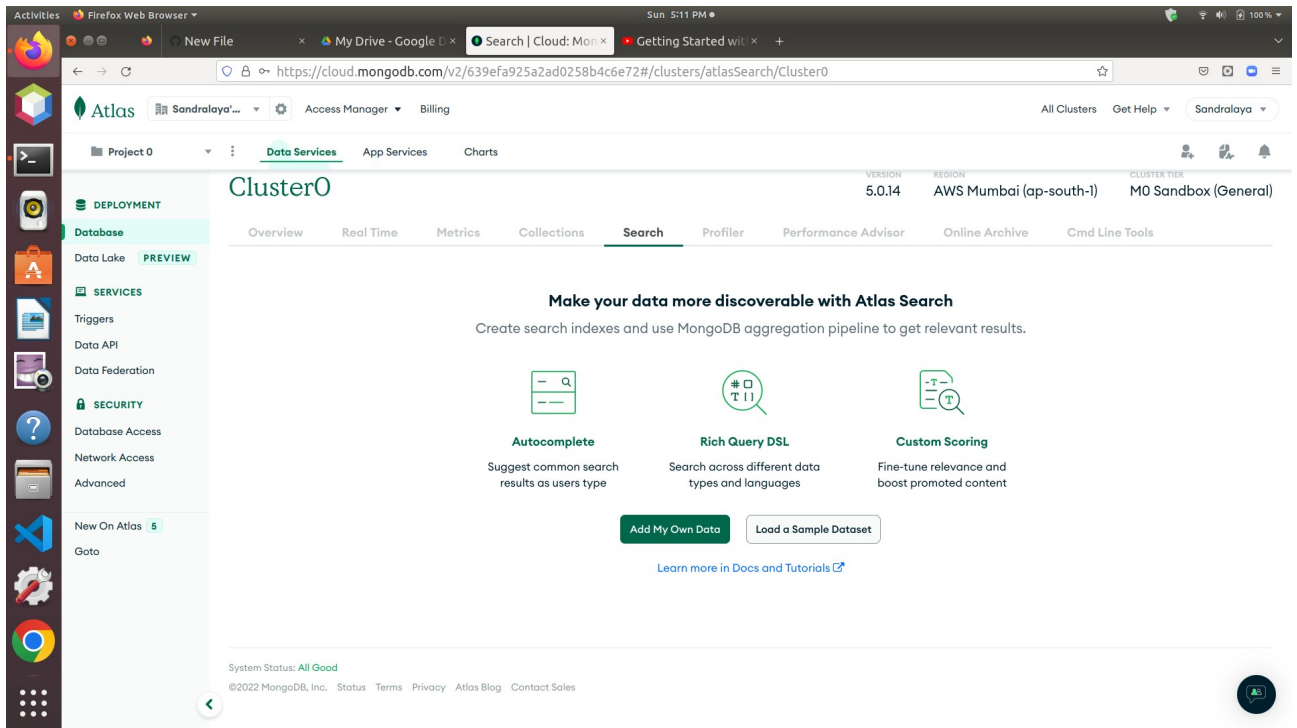 Activities Firefox Web Browser Sun 5:11 PM 100 %
New File My Drive - Google D Search | Cloud: Mon Getting Started wit
https://cloud.mongodb.com/v2/639efa925a2ad0258b4c6e72#/clusters/atlasSearch/Cluster0
Atlas Sandralaya'... Access Manager Billing All Clusters Get Help Sandralaya
Project 0 Data Services App Services Charts
Cluster0
VERSION REGION CLUSTER TIER
5.0.14 AWS Mumbai (ap-south-1) M0 Sandbox (General)
DEPLOYMENT
Database
Data Lake PREVIEW
SERVICES
Triggers
Data API
Data Federation
SECURITY
Database Access
Network Access
Advanced
New On Atlas 5
Goto
Overview Real Time Metrics Collections Search Profiler Performance Advisor Online Archive Cmd Line Tools
Make your data more discoverable with Atlas Search
Create search indexes and use MongoDB aggregation pipeline to get relevant results.
Autocomplete
Suggest common search
results as users type
Rich Query DSL
Search across different data
types and languages
Custom Scoring
Fine-tune relevance and
boost promoted content
Add My Own Data Load a Sample Dataset
Learn more in Docs and Tutorials
System Status: All Good
©2022 MongoDB, Inc. Status Terms Privacy Atlas Blog Contact Sales